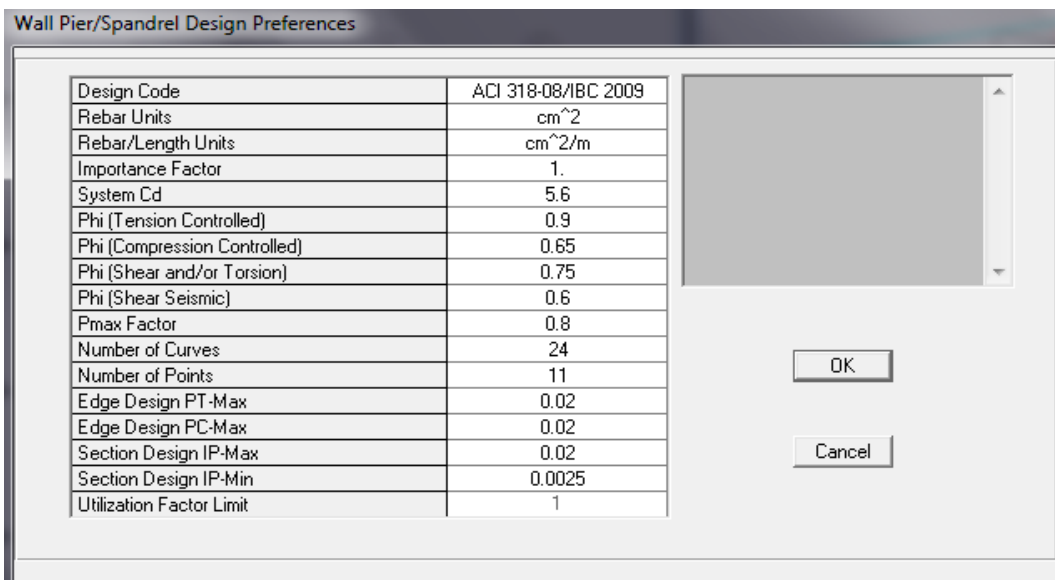 Wall Pier/Spandrel Design Preferences
Design Code ACI 318-08/IBC 2009
Rebar Units cm^2
Rebar/Length Units cm^2/m
Importance Factor 1.
System Cd 5.6
Phi (Tension Controlled) 0.9
Phi (Compression Controlled) 0.65
Phi (Shear and/or Torsion) 0.75
Phi (Shear Seismic) 0.6
Pmax Factor 0.8
Number of Curves 24
Number of Points 11
Edge Design PT-Max 0.02
Edge Design PC-Max 0.02
Section Design IP-Max 0.02
Section Design IP-Min 0.0025
Utilization Factor Limit 1
OK
Cancel